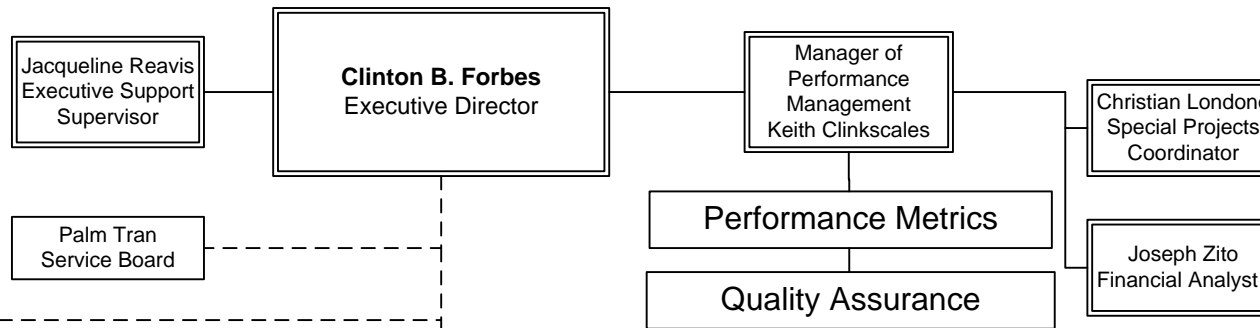 Jacqueline Reavis
Executive Support
Supervisor
Clinton B. Forbes
Executive Director
Manager of
Performance
Management
Keith Clinkscales
Christian
Special Projects
Coordinator
Palm Tran
Service Board
Performance Metrics
Quality Assurance
Joseph Zito
Financial Analyst